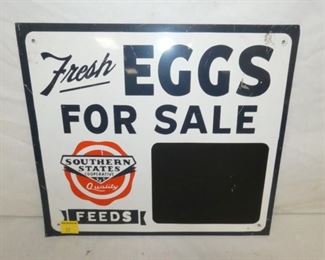 Fresh EGGS
FOR SALE
SOUTHERN
STATES
COOPERATIVE
Quality
FEEDS